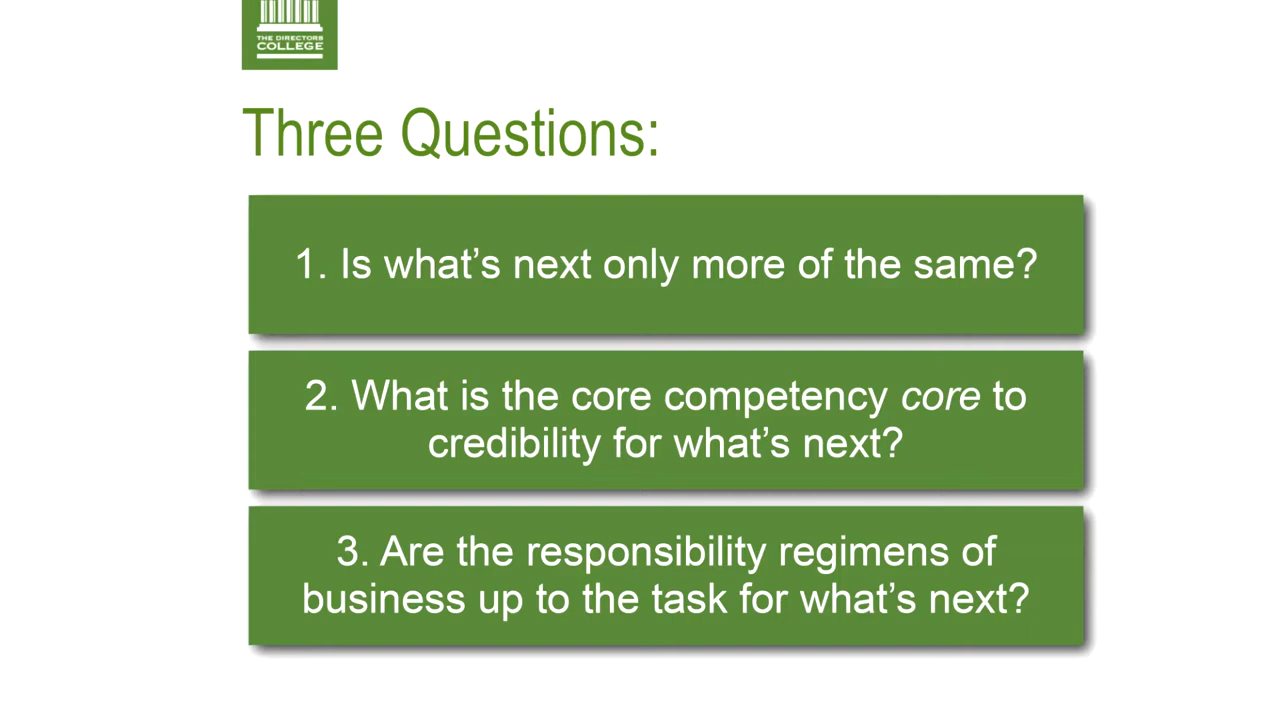 THE DIRECTORS
COLLEGE
Three Questions:
1. Is what’s next only more of the same?
2. What is the core competency core to
credibility for what’s next?
3. Are the responsibility regimens of
business up to the task for what’s next?